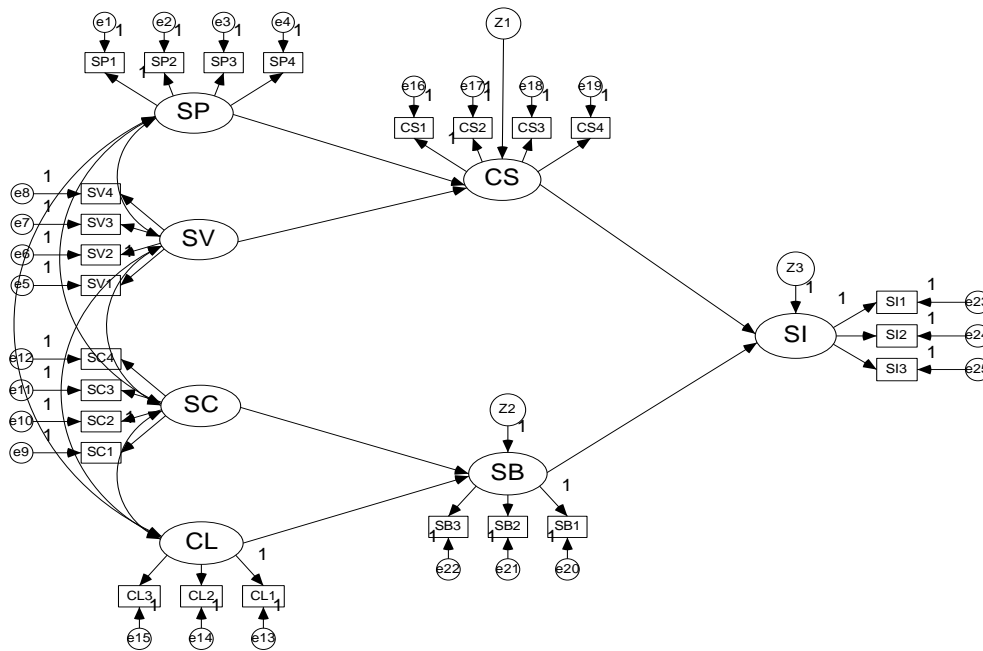 e1 e2 e3 e4
1 1 1 1
SP1 SP2 SP3 SP4
1
SP
Z1
e16 e17 e18 e19
1 1 1 1 1
CS1 CS2 CS3 CS4
1
CS
1
e8 SV4
1
e7 SV3
1
e6 SV2
1
1
e5 SV1
SV
Z3
1
SI
1
SI1 1 e23
SI2 1 e24
SI3 1 e25
1
e12 SC4
1
e11 SC3
1
e10 SC2
1
1
e9 SC1
SC
Z2
1
SB
1
SB3 SB2 SB1
1 1 1
e22 e21 e20
CL
1
CL3 CL2 CL1
1 1 1
e15 e14 e13